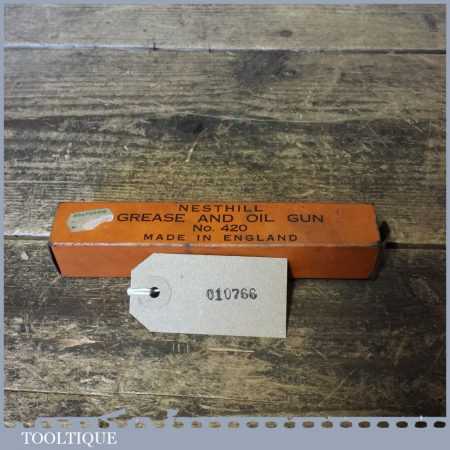 NESTHILL
GREASE AND OIL GUN
No. 420
MADE IN ENGLAND
010766
TOOLTIQUE